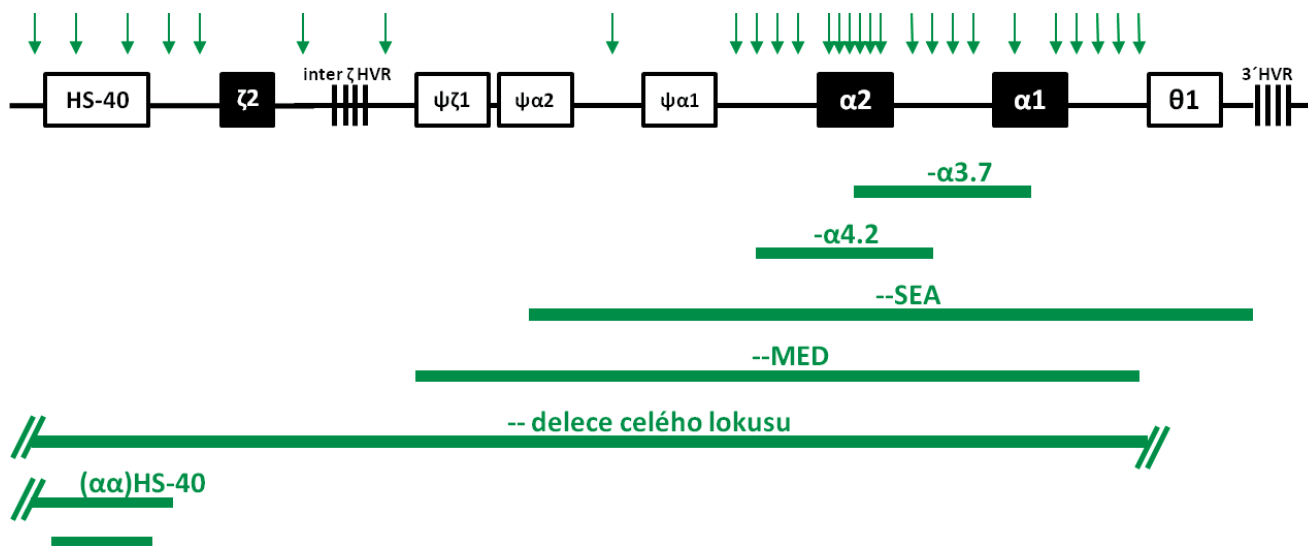 inter ζ HVR
3´HVR
HS-40 ζ2 ψζ1 ψα2 ψα1 α2 α1 θ1
-α3.7
-α4.2
--SEA
--MED
-- delece celého lokusu
(αα)HS-40